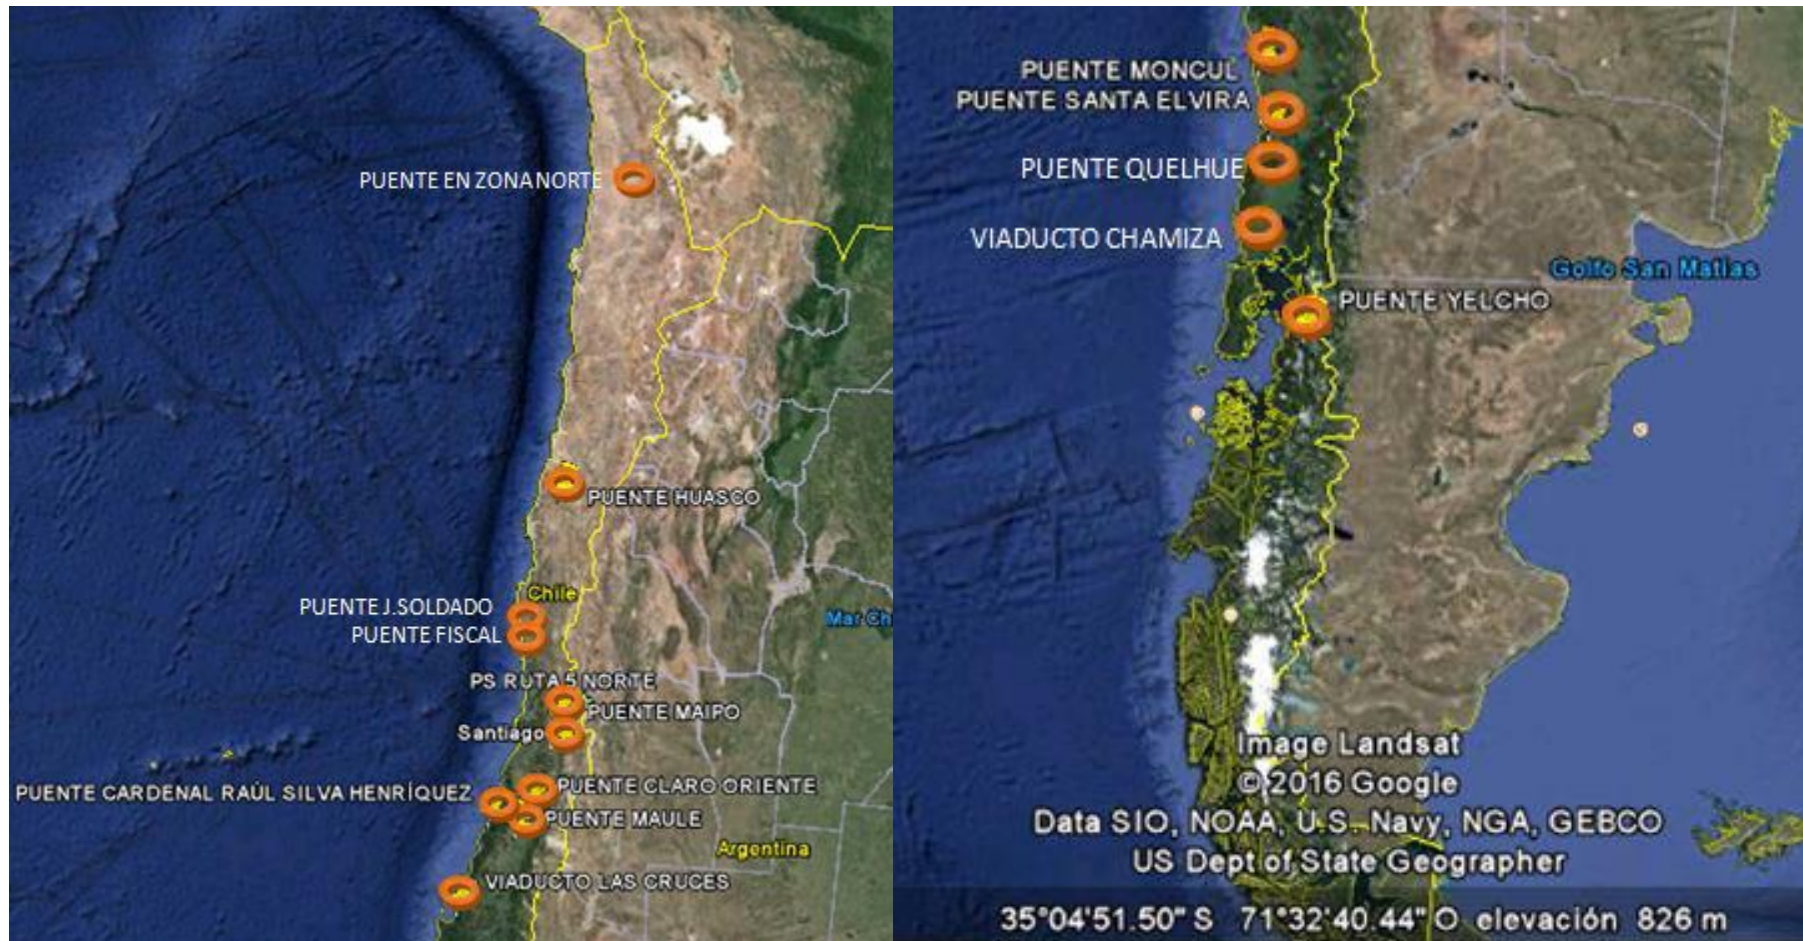 PUENTE EN ZONA NORTE
PUENTE HUASCO
Chile
PUENTE J.SOLDADO
PUENTE FISCAL
Mar Ch
PS RUTA 5 NORTE
PUENTE MAIPO
Santiago
PUENTE CLARO ORIENTE
PUENTE CARDENAL RAÚL SILVA HENRÍQUEZ
PUENTE MAULE
Argentina
VIADUCTO LAS CRUCES
PUENTE MONCUL
PUENTE SANTA ELVIRA
PUENTE QUELHUE
VIADUCTO CHAMIZA
Golfo San Matías
PUENTE YELCHO
Image Landsat
© 2016 Google
Data SIO, NOAA, U.S. Navy, NGA, GEBCO
US Dept of State Geographer
35°04'51.50" S 71°32'40.44" O elevación 826 m